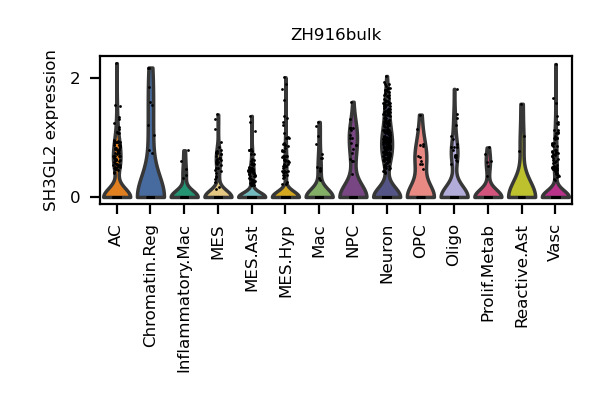 ZH916bulk
SH3GL2 expression
2
0
AC
Chromatin.Reg
Inflammatory.Mac
MES
MES.Ast
MES.Hyp
Mac
NPC
Neuron
OPC
Oligo
Prolif.Metab
Reactive.Ast
Vasc